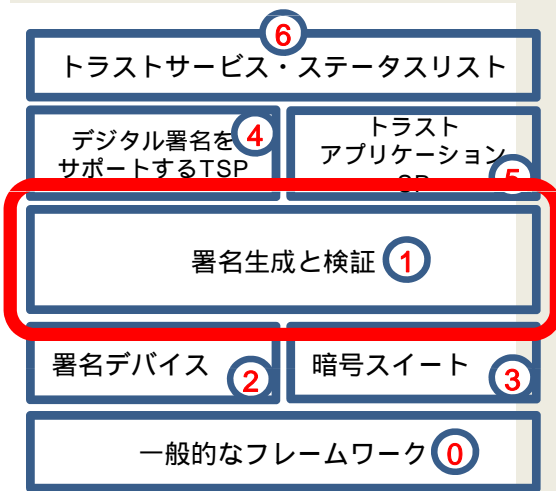 6
トラストサービス・ステータスリスト
デジタル署名を
サポートするTSP
4
トラスト
アプリケーション
5
署名生成と検証
1
署名デバイス
2
暗号スイート
3
一般的なフレームワーク
0